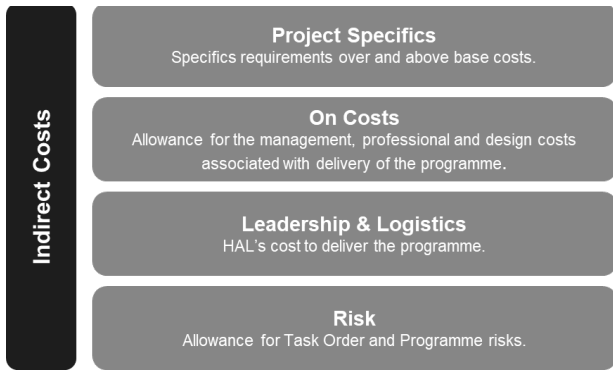 Indirect Costs
Project Specifics
Specifics requirements over and above base costs.
On Costs
Allowance for the management, professional and design costs
associated with delivery of the programme.
Leadership & Logistics
HAL's cost to deliver the programme.
Risk
Allowance for Task Order and Programme risks.